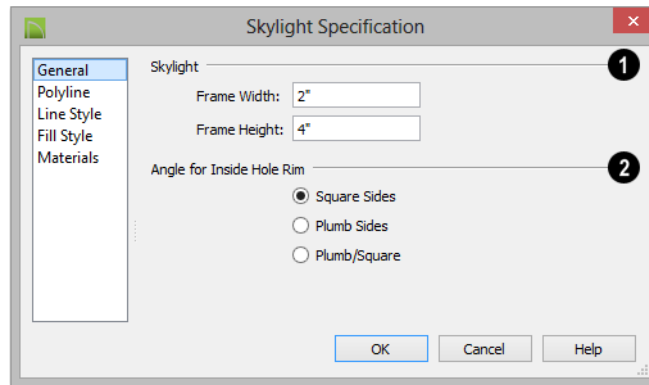 Skylight Specification
General
Polyline
Line Style
Fill Style
Materials
Skylight
1
Frame Width: 2"
Frame Height: 4"
Angle for Inside Hole Rim
2
Square Sides
Plumb Sides
Plumb/Square
OK
Cancel
Help